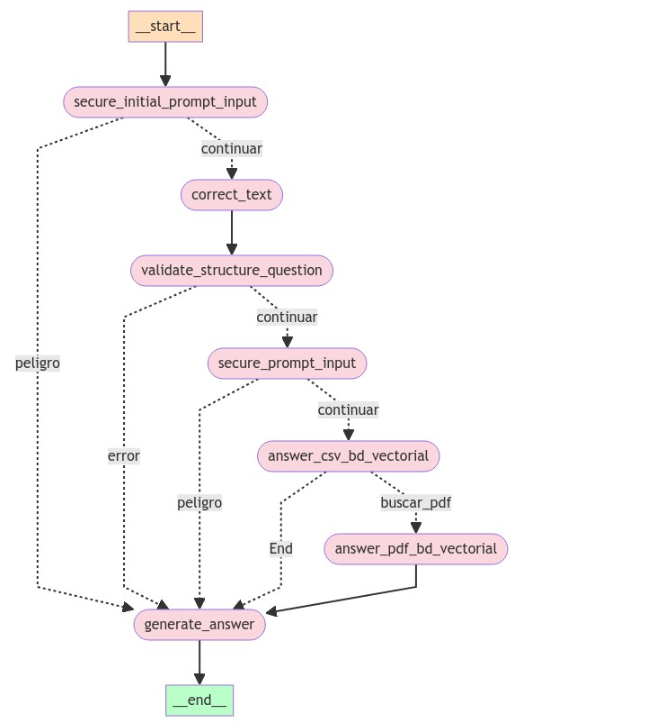 __start__
secure_initial_prompt_input
continuar
correct_text
validate_structure_question
continuar
secure_prompt_input
peligro
continuar
error
answer_csv_bd_vectorial
peligro
buscar_pdf
End
answer_pdf_bd_vectorial
generate_answer
__end__